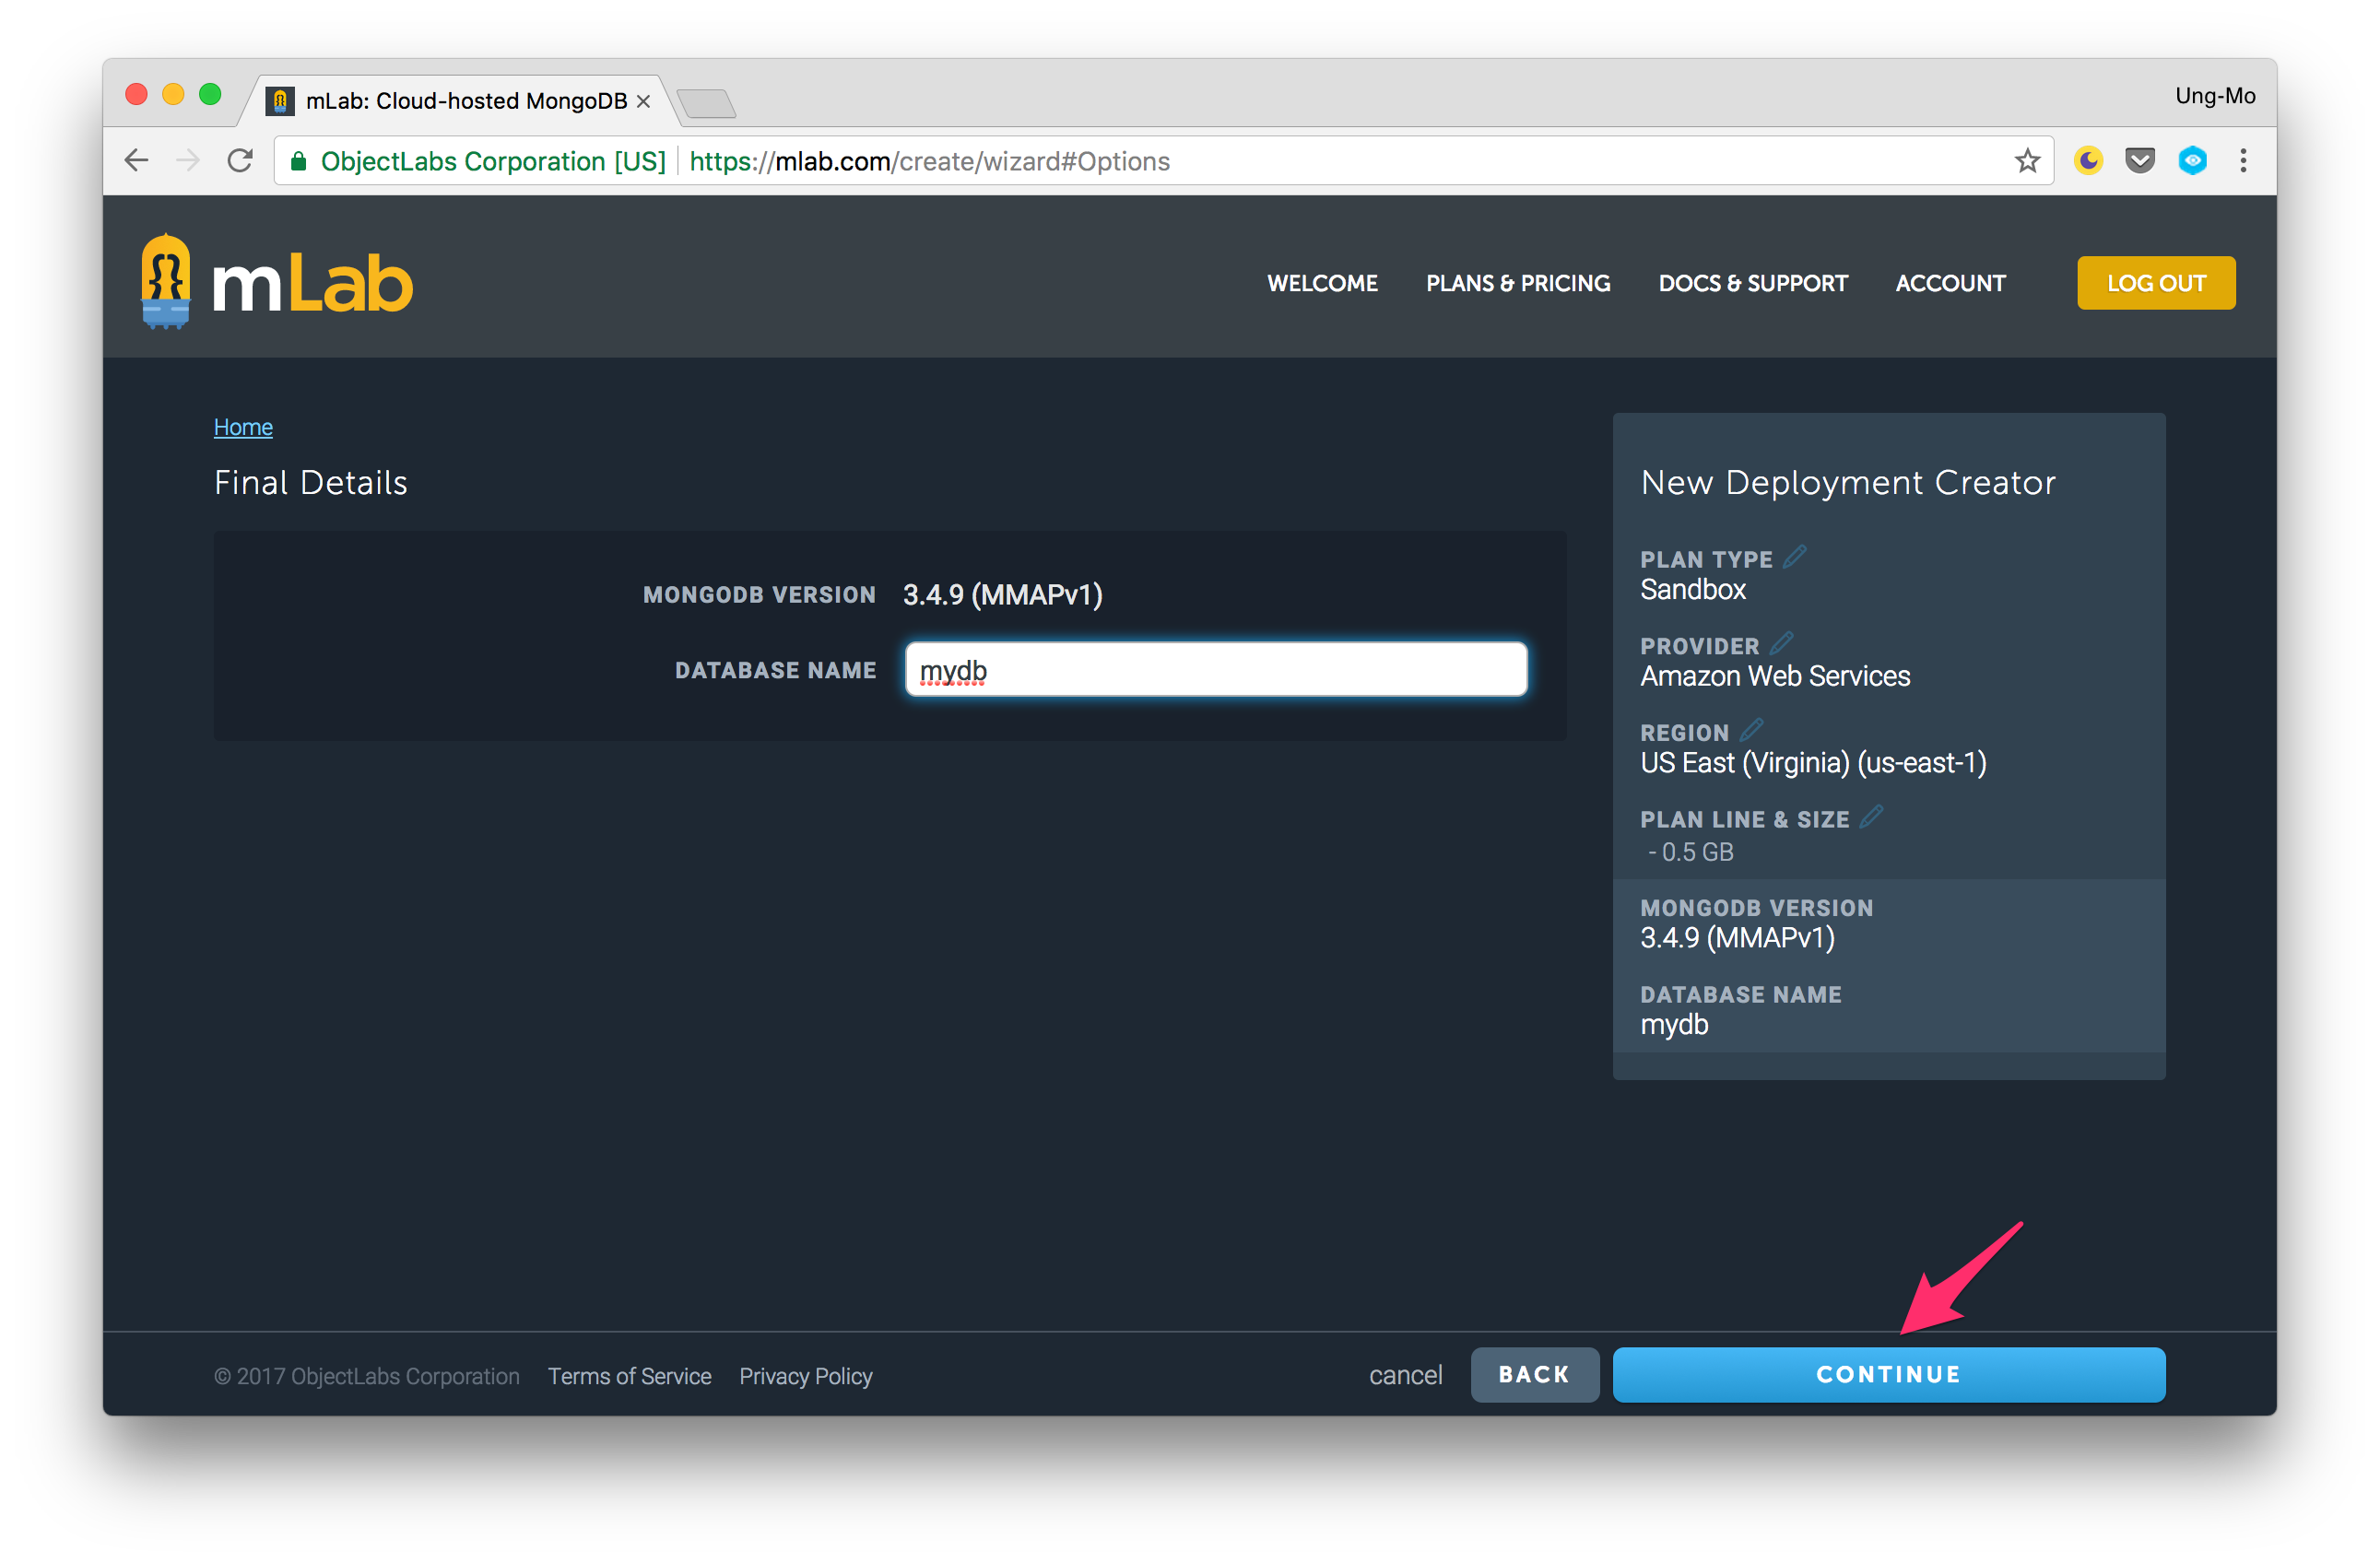 mLab: Cloud-hosted MongoDB
Ung-Mo
ObjectLabs Corporation [US] https://mlab.com/create/wizard#Options
mLab
WELCOME PLANS & PRICING DOCS & SUPPORT ACCOUNT LOG OUT
Home
Final Details
MONGODB VERSION 3.4.9 (MMAPv1)
DATABASE NAME mydb
New Deployment Creator
PLAN TYPE
Sandbox
PROVIDER
Amazon Web Services
REGION
US East (Virginia) (us-east-1)
PLAN LINE & SIZE
- 0.5 GB
MONGODB VERSION
3.4.9 (MMAPv1)
DATABASE NAME
mydb
© 2017 ObjectLabs Corporation Terms of Service Privacy Policy cancel BACK CONTINUE